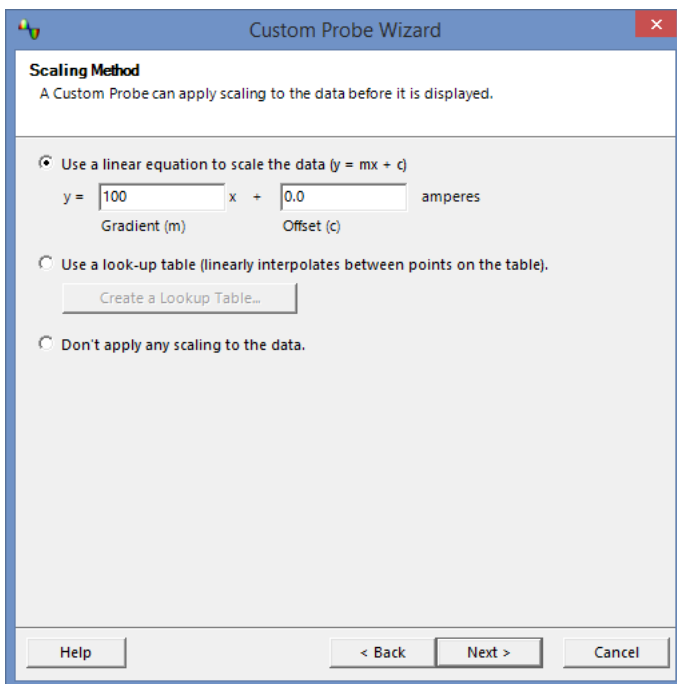 Custom Probe Wizard
Scaling Method
A Custom Probe can apply scaling to the data before it is displayed.
Use a linear equation to scale the data (y = mx + c)
y = 100 x + 0.0 amperes
Gradient (m) Offset (c)
Use a look-up table (linearly interpolates between points on the table).
Create a Lookup Table...
Don't apply any scaling to the data.
Help < Back Next > Cancel